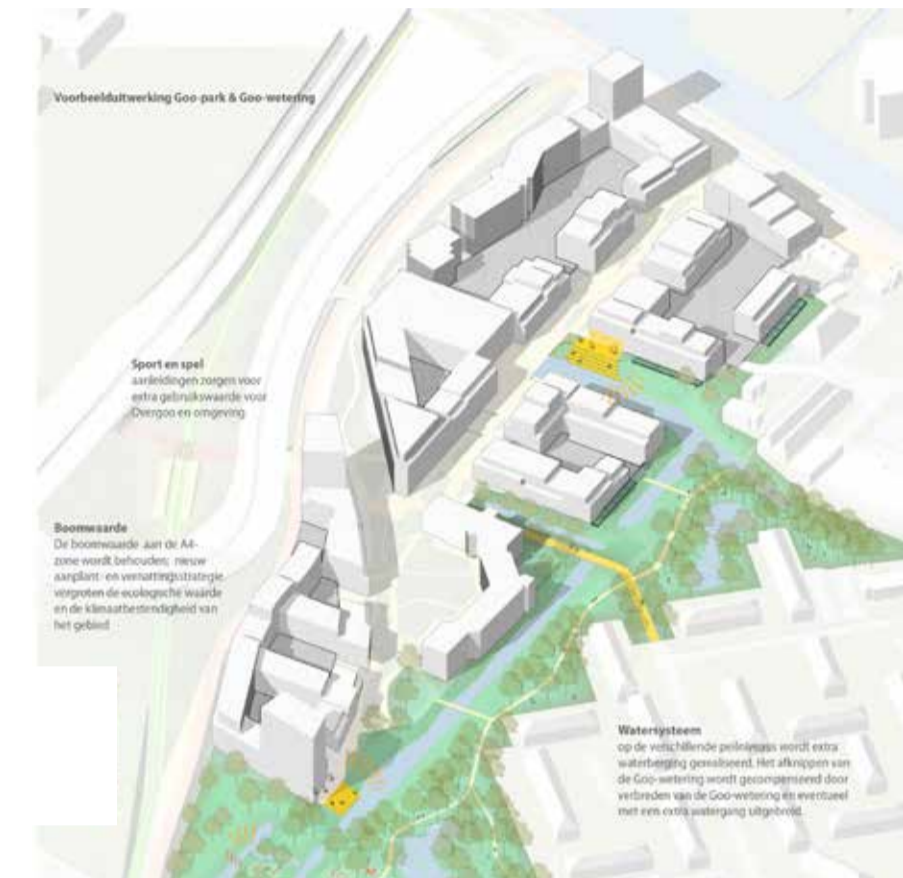 Voorbeelduitwerking Goo-park & Goo-wetering
Sport en spel
aanleidingen zorgen voor
extra gebruikswaarde voor
Overgoo en omgeving
Boomwaarde
De boomwaarde aan de A4-
zone wordt behouden; nieuw
aanplant- en vernattingsstrategie
vergroten de ecologische waarde
en de klimaatbestendigheid van
het gebied
Watersysteem
op de verschillende peilniveaus wordt extra
waterberging gerealiseerd. Het afknippen van
de Goo-wetering wordt gecompenseerd door
verbreden van de Goo-wetering en eventueel
met een extra watergang uitgebreid.